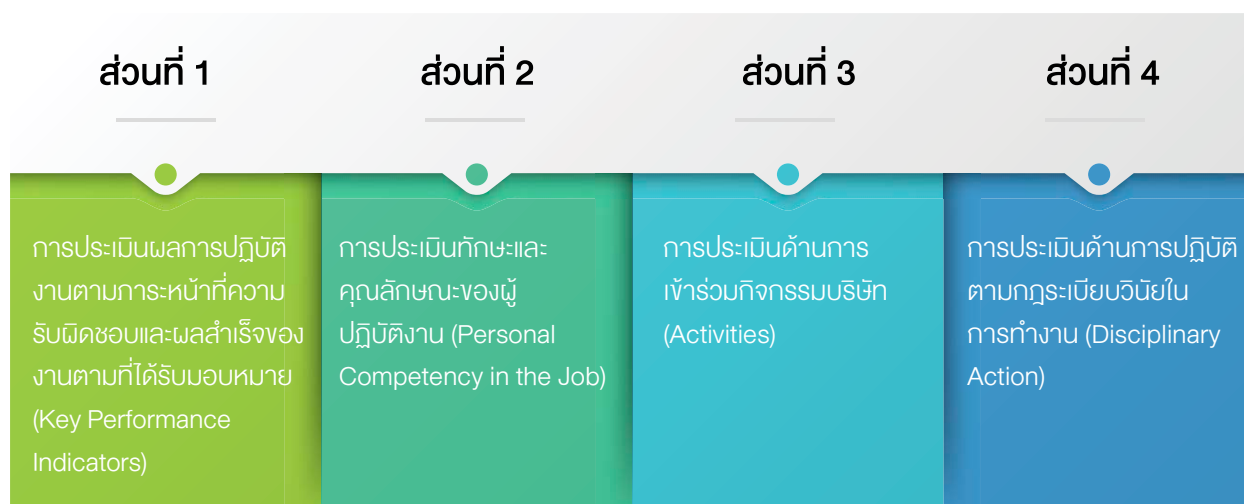 ส่วนที่ 1
การประเมินผลการปฏิบัติ
งานตามภาระหน้าที่ความ
รับผิดชอบและผลสำเร็จของ
งานตามที่ได้รับมอบหมาย
(Key Performance
Indicators)
ส่วนที่ 2
การประเมินทักษะและ
คุณลักษณะของผู้
ปฏิบัติงาน (Personal
Competency in the Job)
ส่วนที่ 3
การประเมินด้านการ
เข้าร่วมกิจกรรมบริษัท
(Activities)
ส่วนที่ 4
การประเมินด้านการปฏิบัติ
ตามกฎระเบียบวินัยใน
การทำงาน (Disciplinary
Action)